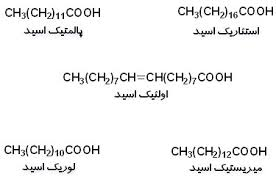 CH₃(CH₂)₁₁COOH
پالمتیک اسید
CH₃(CH₂)₁₆COOH
استئاریک اسید
CH₃(CH₂)₇CH=CH(CH₂)₇COOH
اولئیک اسید
CH₃(CH₂)₁₀COOH
لوریک اسید
CH₃(CH₂)₁₂COOH
میریستیک اسید